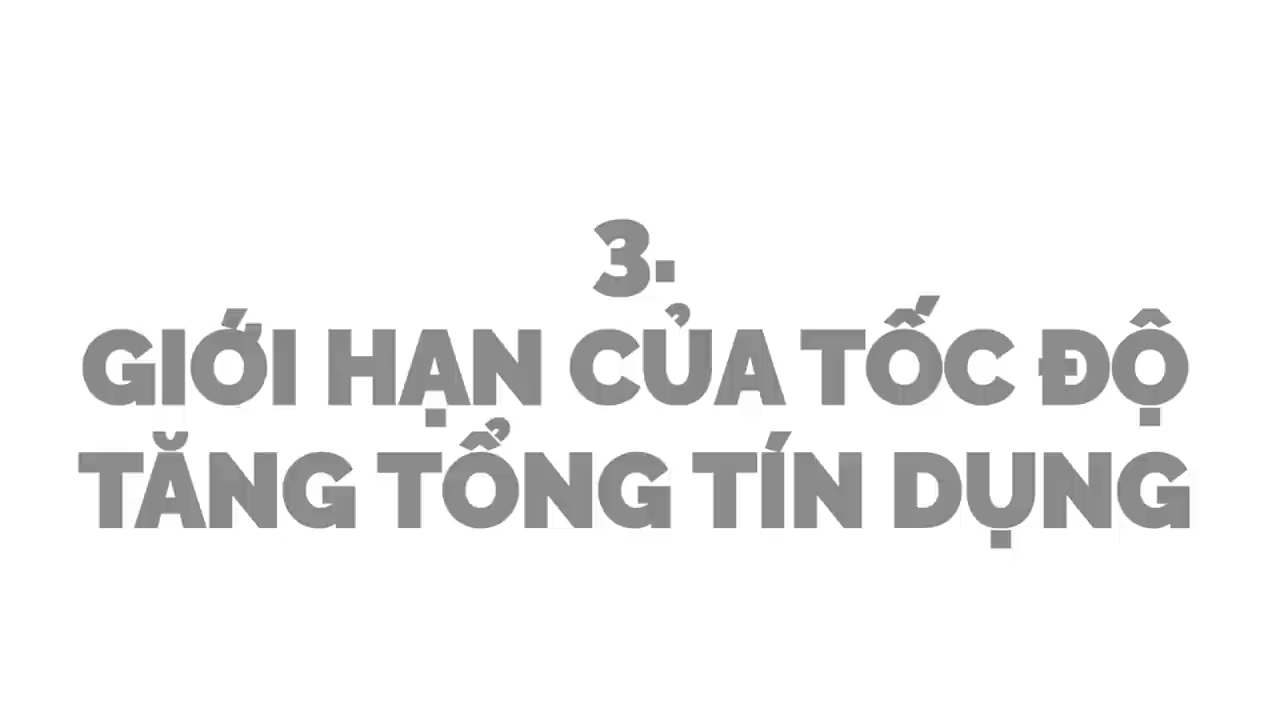 3.
GIỚI HẠN CỦA TỐC ĐỘ
TĂNG TỔNG TÍN DỤNG